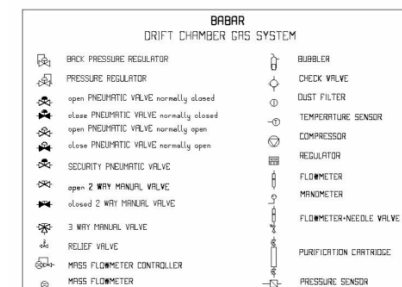 BABAR
DRIFT CHAMBER GAS SYSTEM
BACK PRESSURE REGULATOR
PRESSURE REGULATOR
open PNEUMATIC VALVE normally closed
close PNEUMATIC VALVE normally closed
open PNEUMATIC VALVE normally open
close PNEUMATIC VALVE normally open
SECURITY PNEUMATIC VALVE
open 2 WAY MANUAL VALVE
closed 2 WAY MANUAL VALVE
3 WAY MANUAL VALVE
RELIEF VALVE
MASS FLOWMETER CONTROLLER
MASS FLOWMETER
BUBBLER
CHECK VALVE
DUST FILTER
TEMPERATURE SENSOR
COMPRESSOR
REGULATOR
FLOWMETER
MANOMETER
FLOWMETER+NEEDLE VALVE
PURIFICATION CARTRIDGE
PRESSURE SENSOR